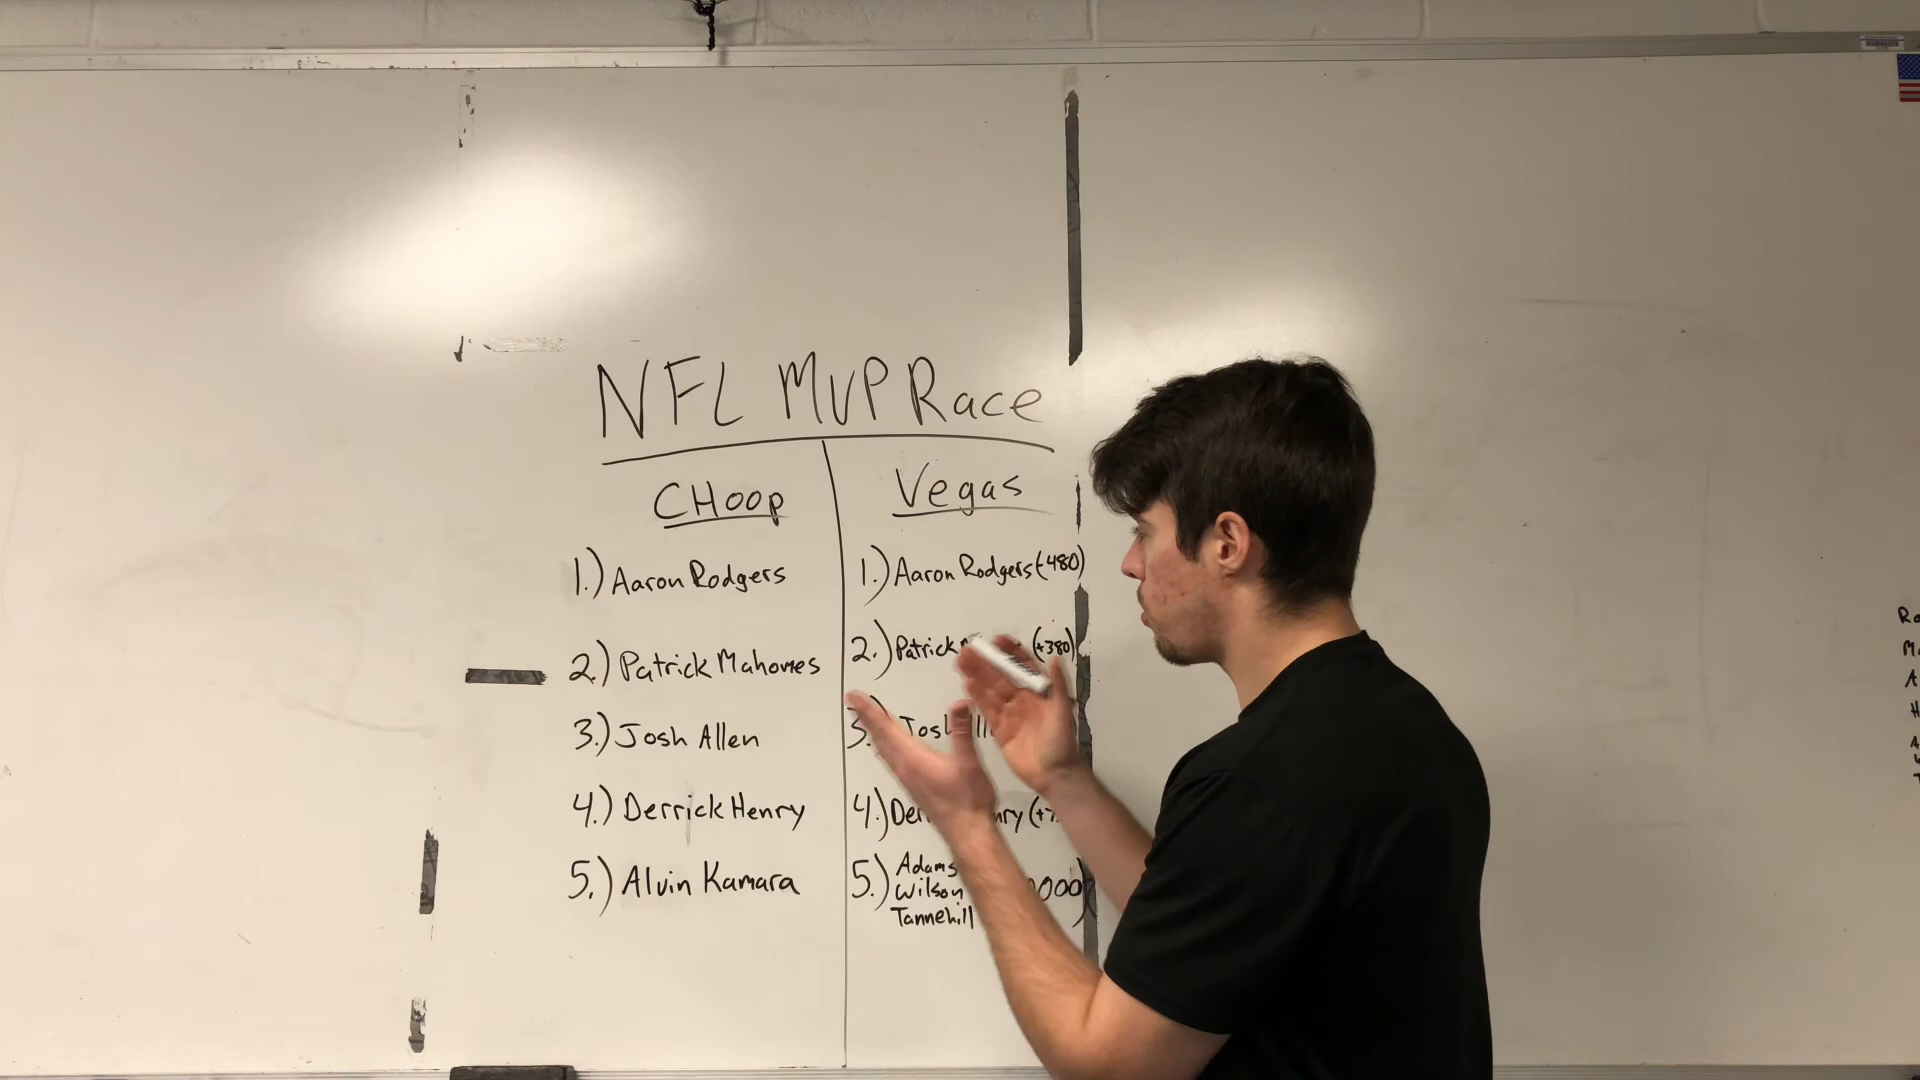 NFL MVP Race
CHoop
Vegas
1.) Aaron Rodgers
1.) Aaron Rodgers (-480)
2.) Patrick Mahomes
2.) Patrick (+380)
3.) Josh Allen
3.) Josh
4.) Derrick Henry
4.)
5.) Alvin Kamara
5.) Adams
Wilson
Tannehill